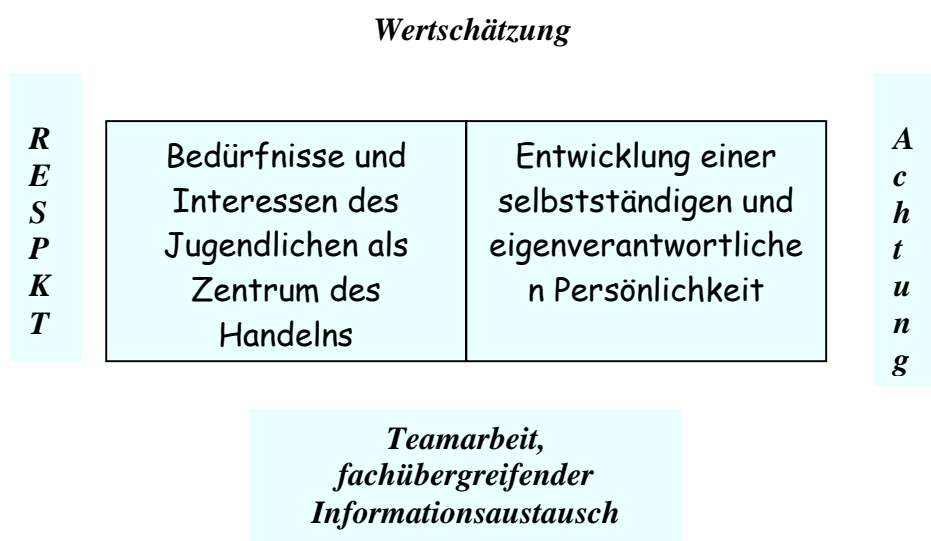 Wertschätzung
R
E
S
P
K
T
Bedürfnisse und
Interessen des
Jugendlichen als
Zentrum des
Handelns
Entwicklung einer
selbstständigen und
eigenverantwortliche
n Persönlichkeit
A
c
h
t
u
n
g
Teamarbeit,
fachübergreifender
Informationsaustausch